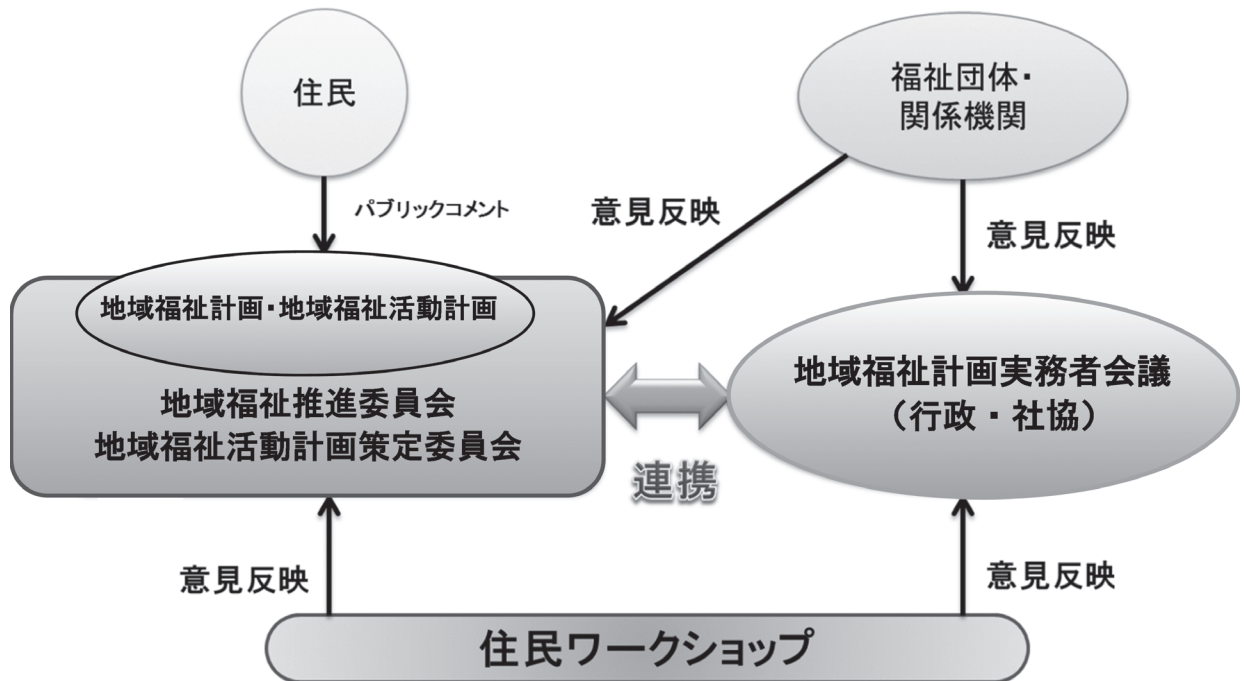 住民
福祉団体・
関係機関
パブリックコメント
意見反映
意見反映
地域福祉計画・地域福祉活動計画
地域福祉推進委員会
地域福祉活動計画策定委員会
地域福祉計画実務者会議
（行政・社協）
連携
意見反映
意見反映
住民ワークショップ